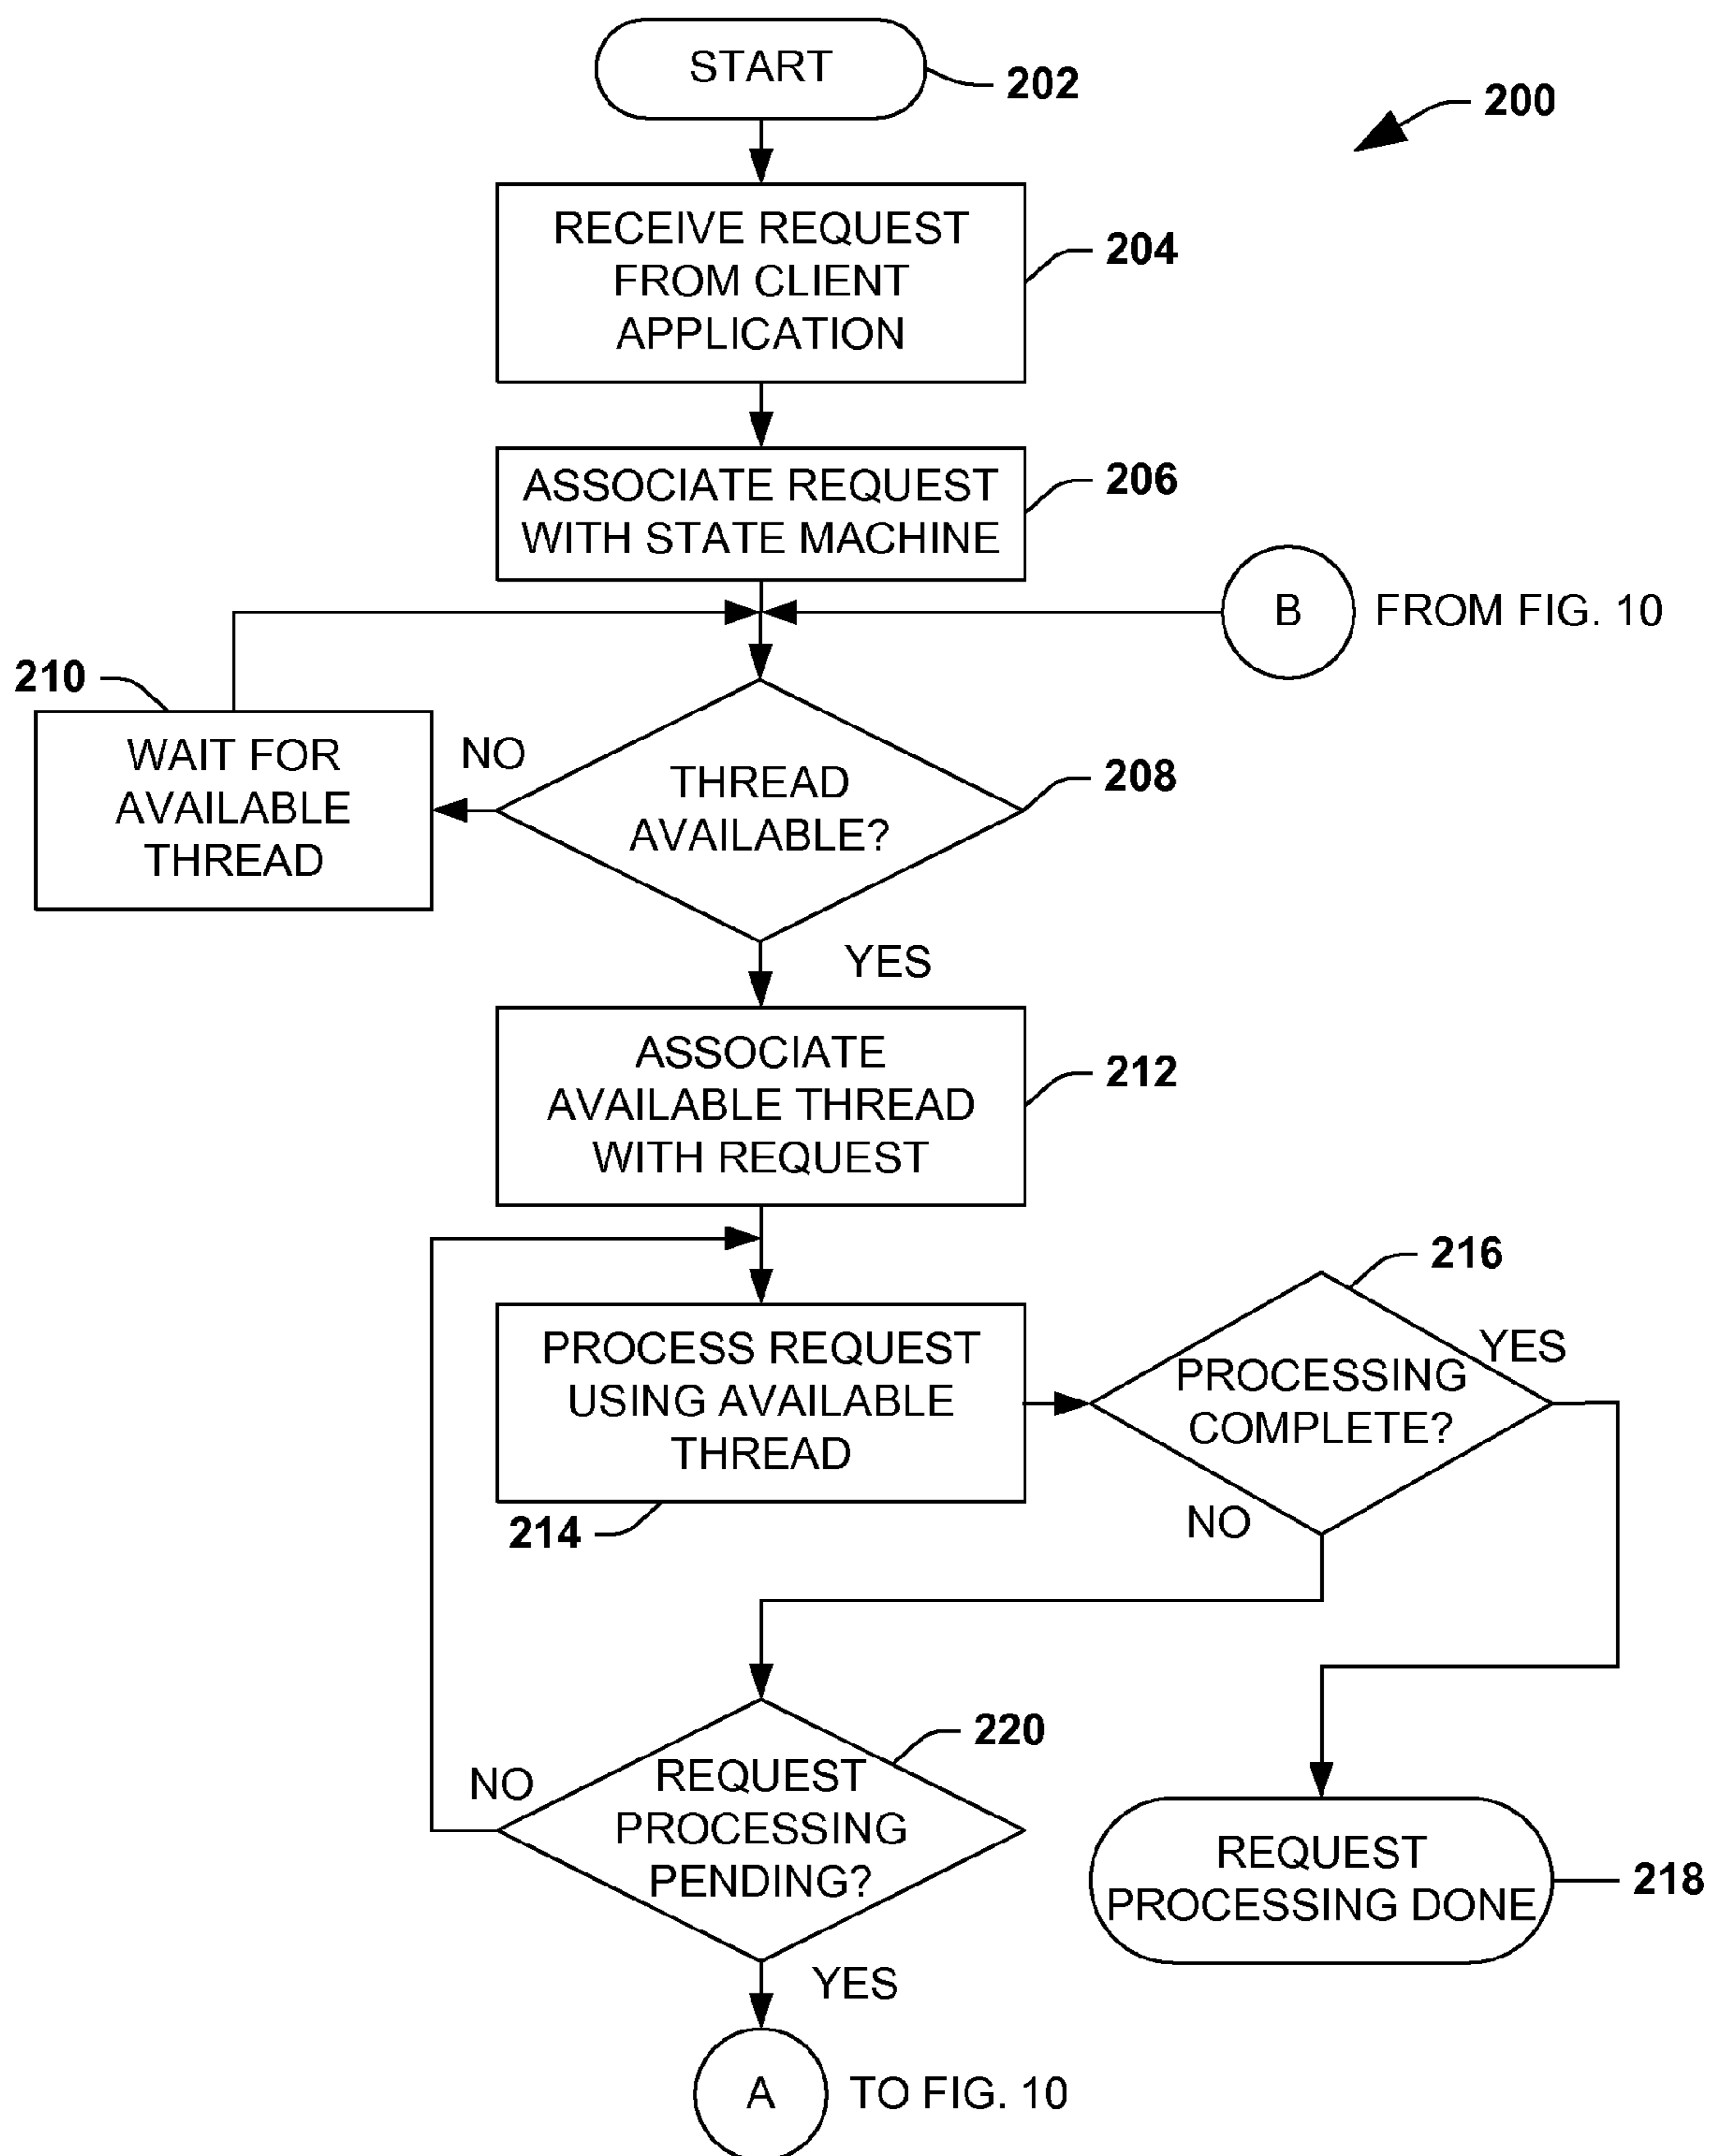 START
202
200
RECEIVE REQUEST
FROM CLIENT
APPLICATION
204
ASSOCIATE REQUEST
WITH STATE MACHINE
206
B
FROM FIG. 10
210
WAIT FOR
AVAILABLE
THREAD
NO
THREAD
AVAILABLE?
208
YES
ASSOCIATE
AVAILABLE THREAD
WITH REQUEST
212
PROCESS REQUEST
USING AVAILABLE
THREAD
214
216
PROCESSING
COMPLETE?
YES
NO
220
REQUEST
PROCESSING
PENDING?
NO
YES
REQUEST
PROCESSING DONE
218
A
TO FIG. 10